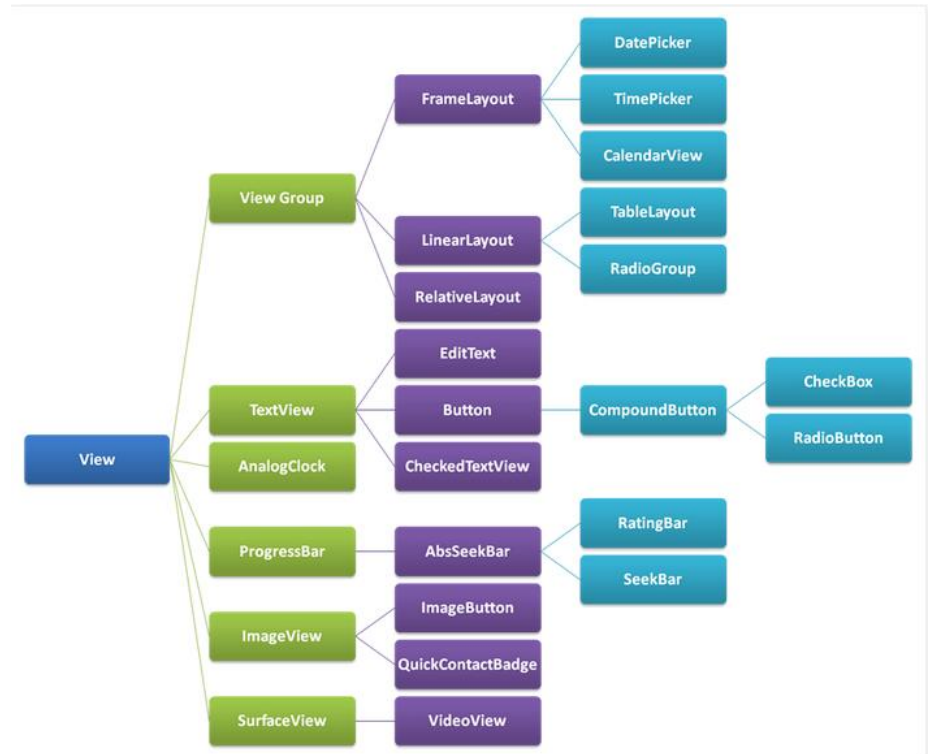 View
View Group
FrameLayout
DatePicker
TimePicker
CalendarView
LinearLayout
TableLayout
RadioGroup
RelativeLayout
TextView
EditText
Button
CompoundButton
CheckBox
RadioButton
CheckedTextView
AnalogClock
ProgressBar
AbsSeekBar
RatingBar
SeekBar
ImageView
ImageButton
QuickContactBadge
SurfaceView
VideoView